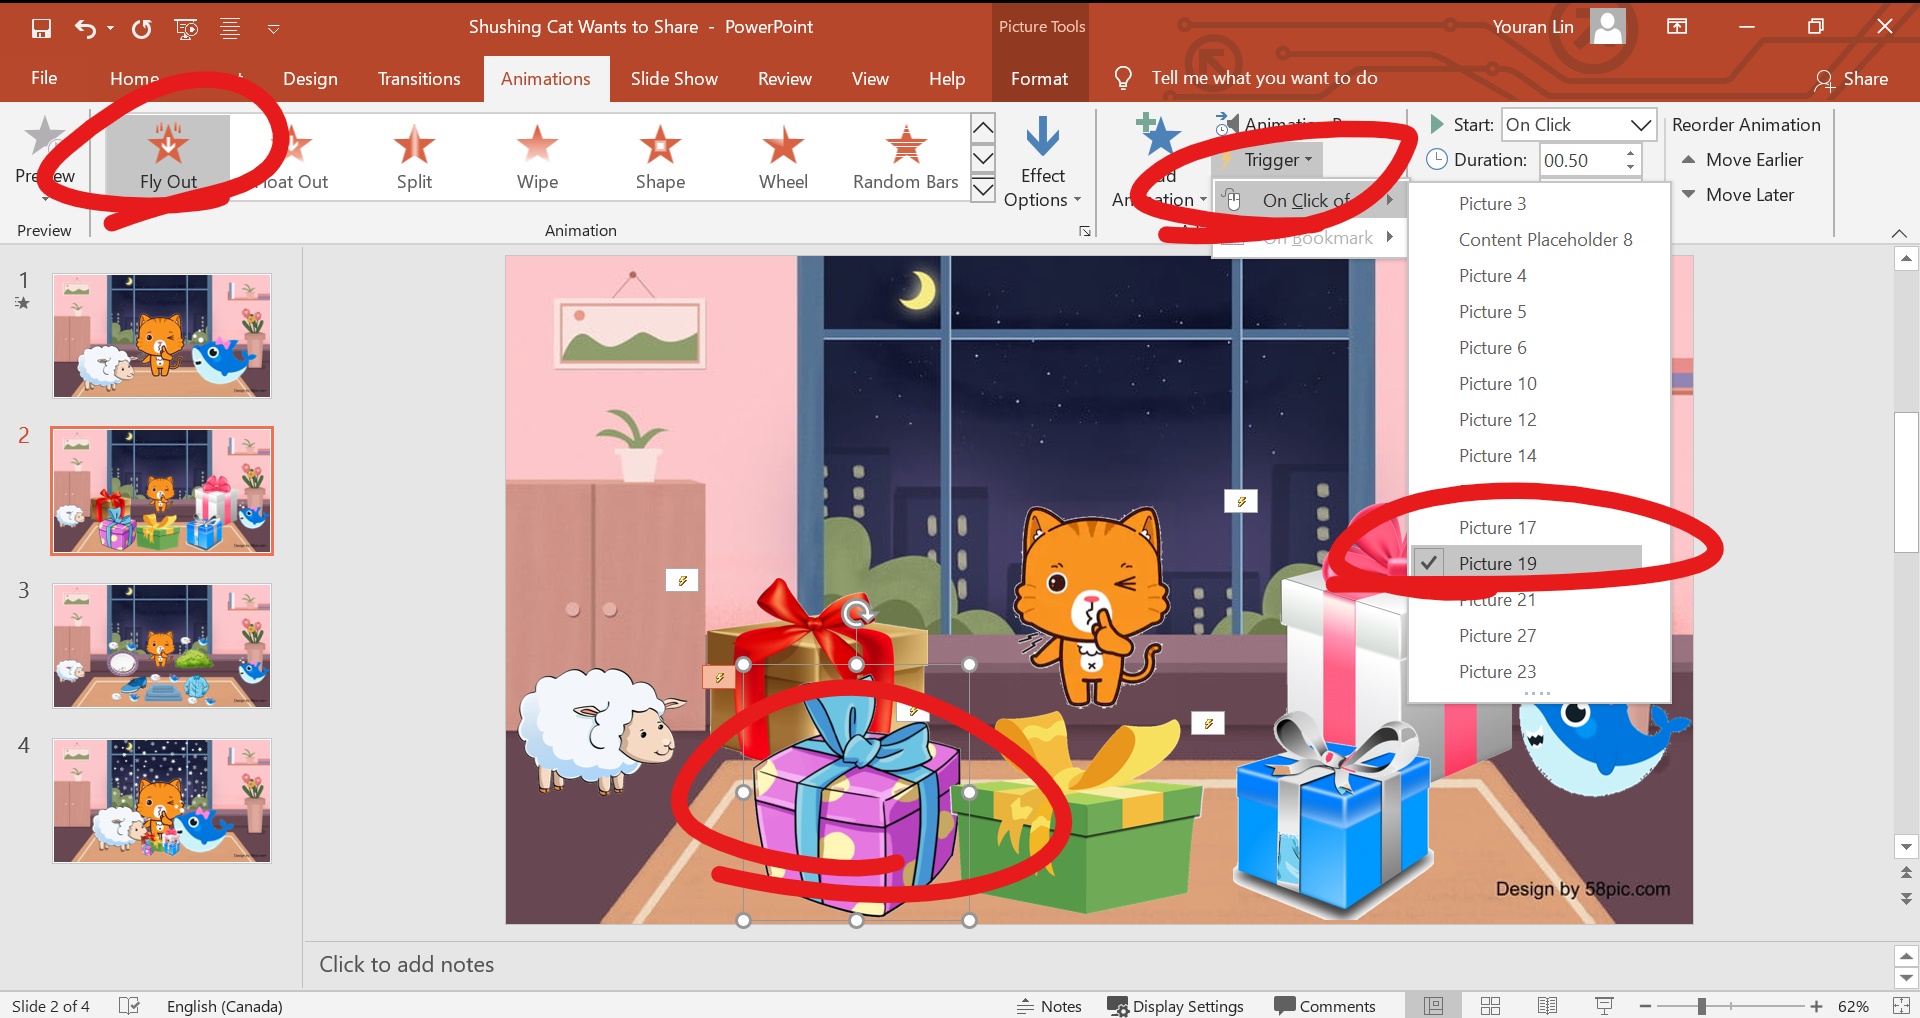 Shushing Cat Wants to Share - PowerPoint
Picture Tools
Youran Lin
File
Home
Design
Transitions
Animations
Slide Show
Review
View
Help
Format
Tell me what you want to do
Share
Preview
Fly Out
Float Out
Split
Wipe
Shape
Wheel
Random Bars
Effect
Options
Add
Animation
Animation
Trigger
Start: On Click
Duration: 00.50
Reorder Animation
Move Earlier
Move Later
Preview
Animation
On Click of
On Bookmark
Picture 3
Content Placeholder 8
Picture 4
Picture 5
Picture 6
Picture 10
Picture 12
Picture 14
Picture 17
Picture 19
Picture 21
Picture 27
Picture 23
1
2
3
4
Design by 58pic.com
Click to add notes
Slide 2 of 4
English (Canada)
Notes
Display Settings
Comments
62%